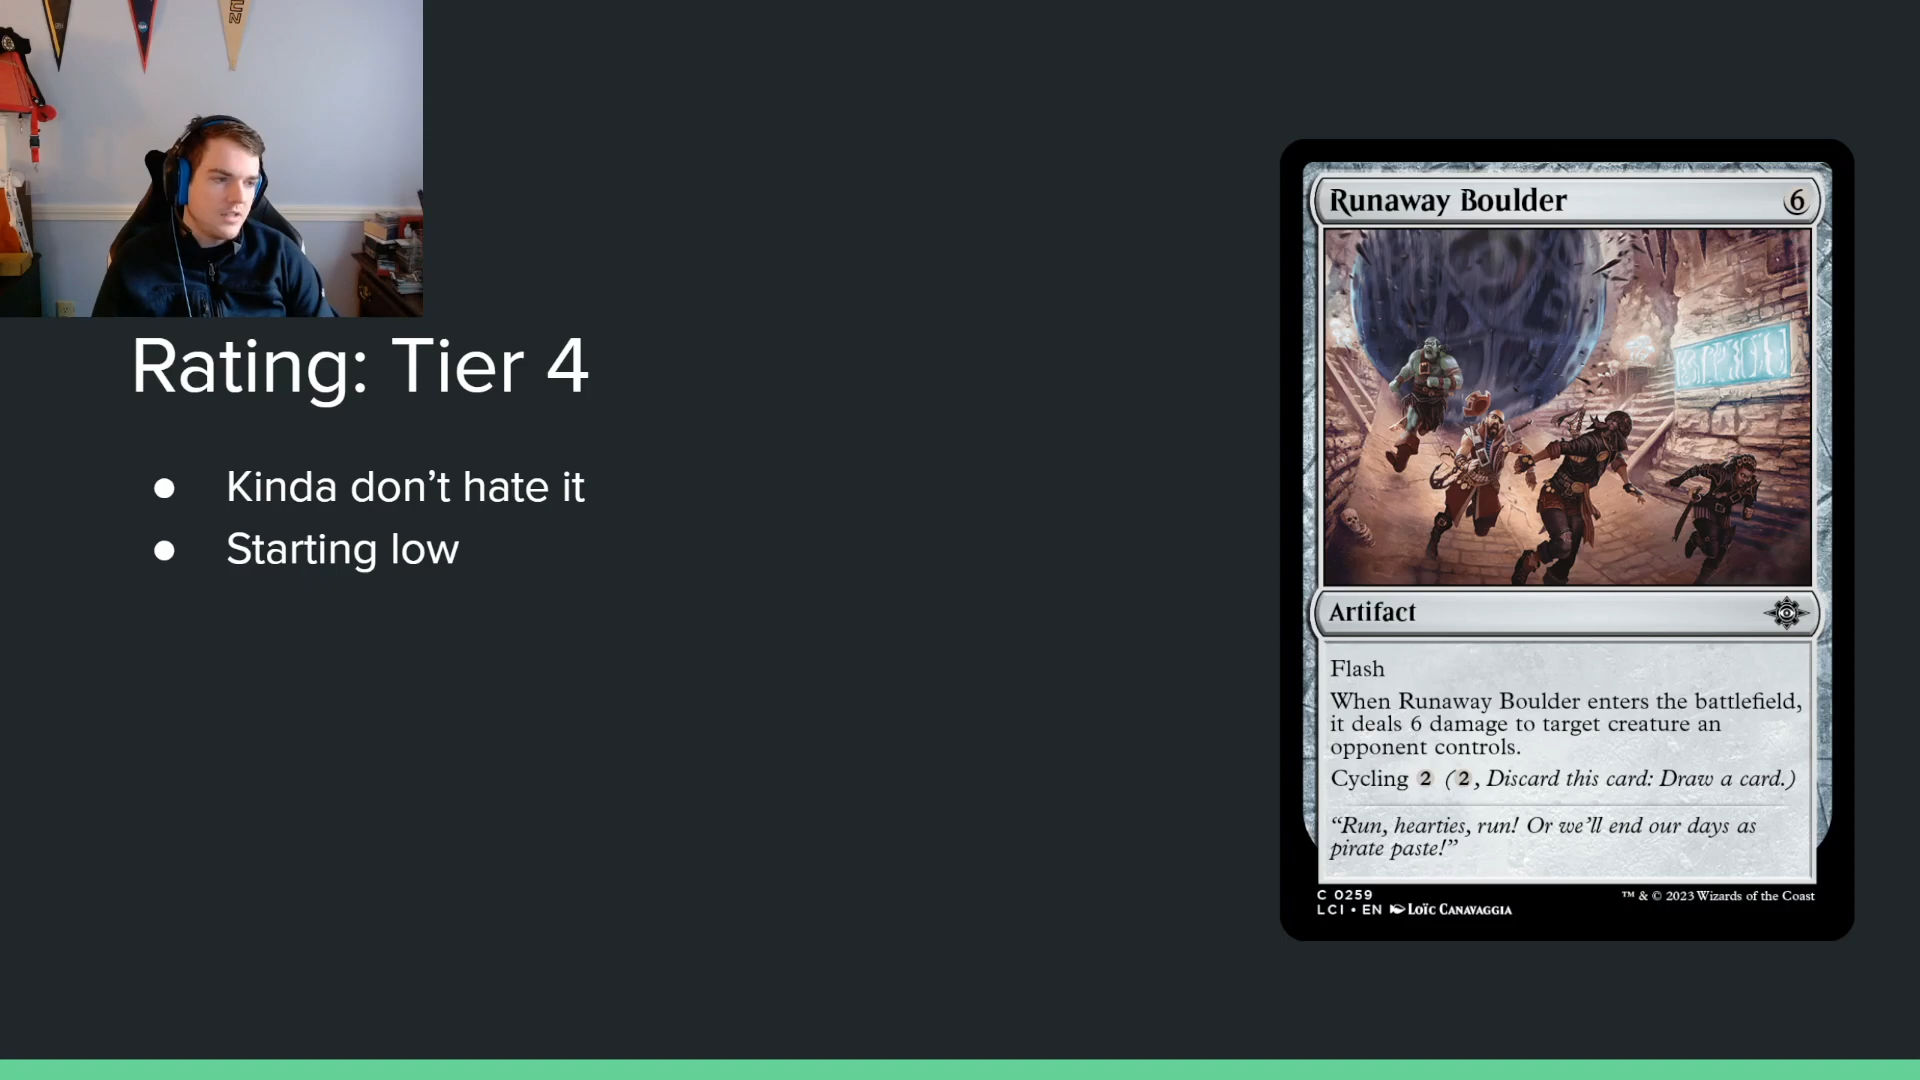 Rating: Tier 4
● Kinda don’t hate it
● Starting low
Runaway Boulder 6
Artifact
Flash
When Runaway Boulder enters the battlefield,
it deals 6 damage to target creature an
opponent controls.
Cycling 2 (2, Discard this card: Draw a card.)
“Run, hearties, run! Or we’ll end our days as
pirate paste!”
C 0259
LCI • EN Loïc Canavaggia
™ & © 2023 Wizards of the Coast